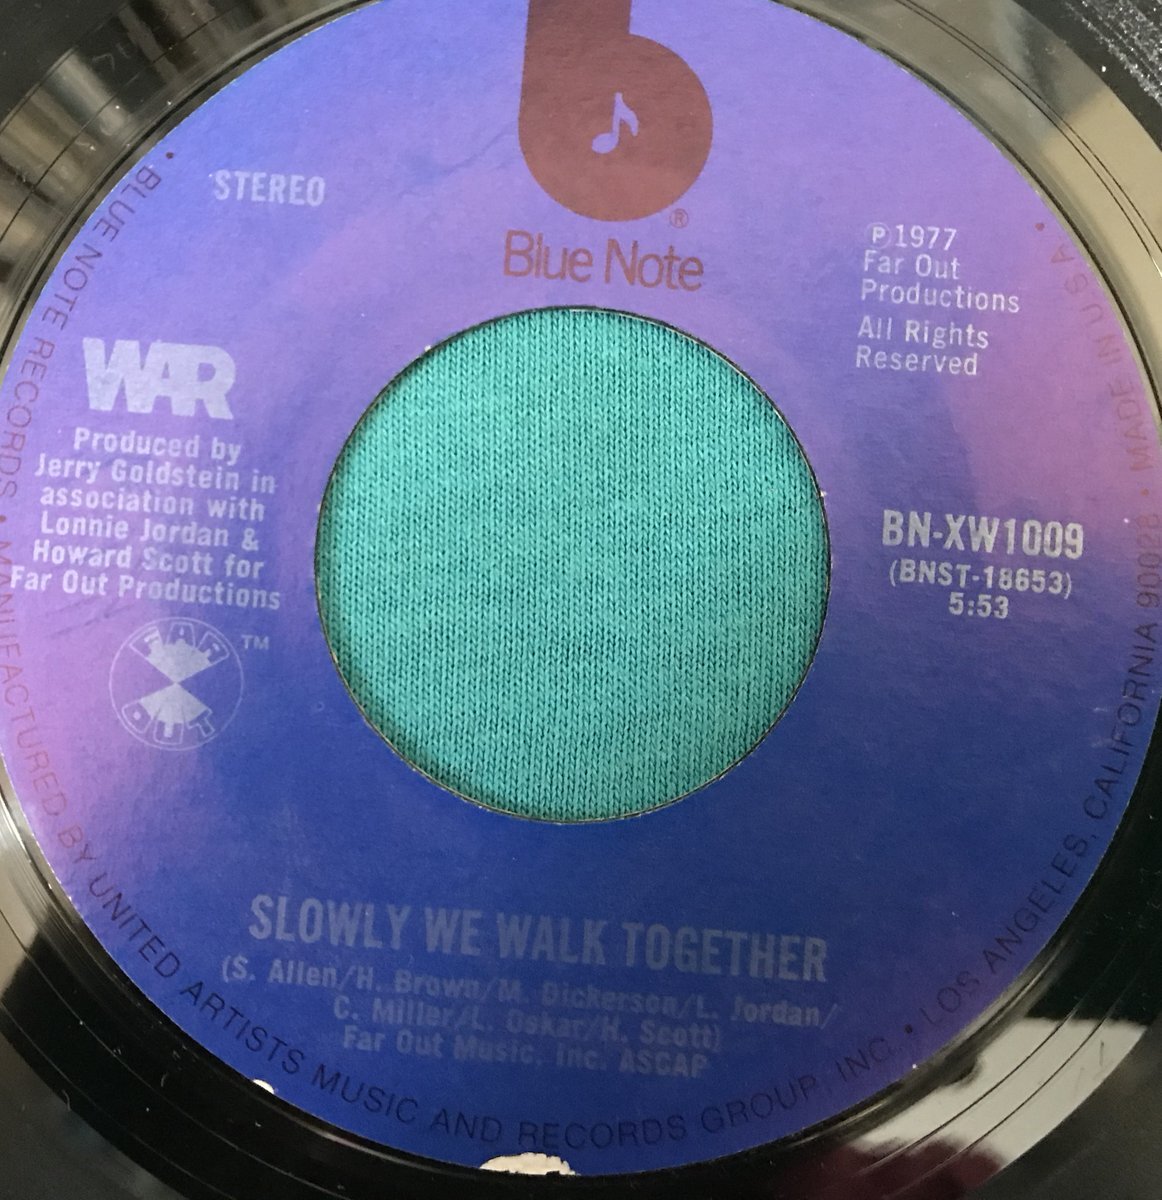 b
®
Blue Note
STEREO
℗1977
Far Out
Productions
All Rights
Reserved
WAR
Produced by
Jerry Goldstein in
association with
Lonnie Jordan &
Howard Scott for
Far Out Productions
FAR OUT ™
BN-XW1009
(BNST-18653)
5:53
SLOWLY WE WALK TOGETHER
(S. Allen/H. Brown/M. Dickerson/L. Jordan/
C. Miller/L. Oskar/H. Scott)
Far Out Music, Inc. ASCAP
• BLUE NOTE RECORDS • MANUFACTURED BY UNITED ARTISTS MUSIC AND RECORDS GROUP, INC. • LOS ANGELES, CALIFORNIA 90028 • MADE IN U.S.A. •